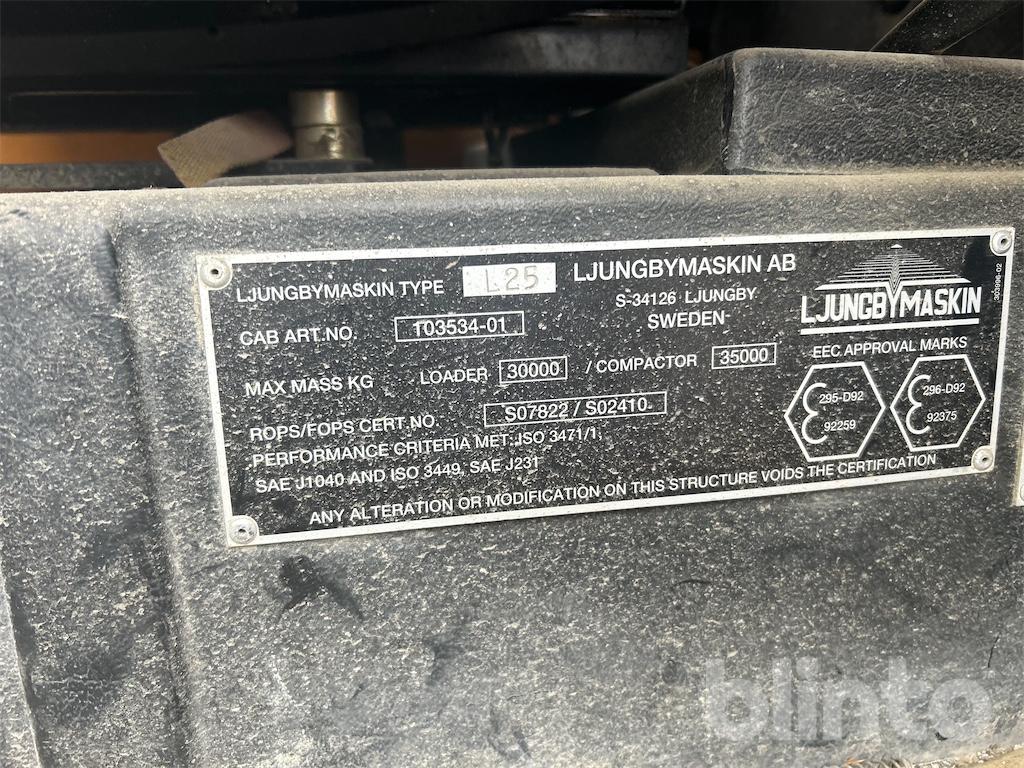 LJUNGBYMASKIN TYPE L25
LJUNGBYMASKIN AB
S-34126 LJUNGBY
SWEDEN
LJUNGBYMASKIN
303996-02
CAB ART.NO. 103534-01
MAX MASS KG LOADER 30000 / COMPACTOR 35000
EEC APPROVAL MARKS
295-D92
92259
296-D92
92375
ROPS/FOPS CERT.NO. S07822 / S02410
PERFORMANCE CRITERIA MET: ISO 3471/1,
SAE J1040 AND ISO 3449, SAE J231
ANY ALTERATION OR MODIFICATION ON THIS STRUCTURE VOIDS THE CERTIFICATION
blinto